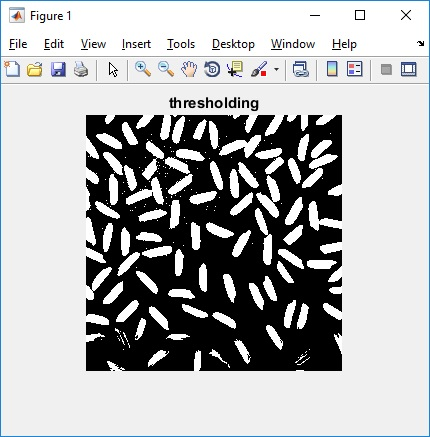 Figure 1
File Edit View Insert Tools Desktop Window Help
thresholding